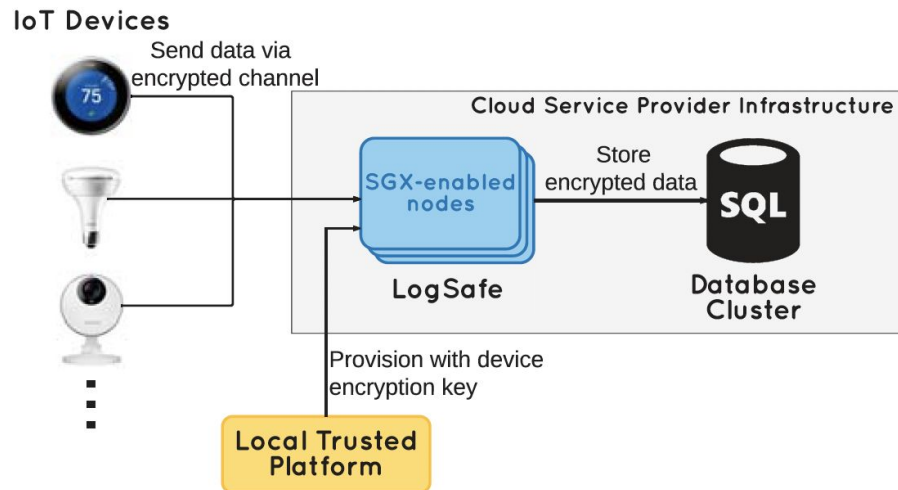 IoT Devices
Send data via
encrypted channel
75
Cloud Service Provider Infrastructure
SGX-enabled
nodes
Store
encrypted data
SQL
LogSafe
Database
Cluster
Provision with device
encryption key
Local Trusted
Platform